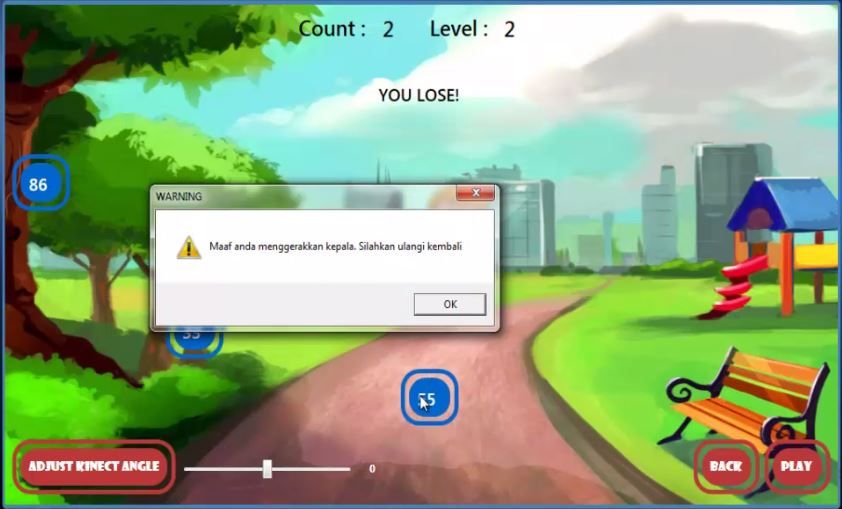 Count : 2 Level : 2
YOU LOSE!
86
WARNING
Maaf anda menggerakkan kepala. Silahkan ulangi kembali
OK
55
ADJUST KINECT ANGLE
0
BACK
PLAY